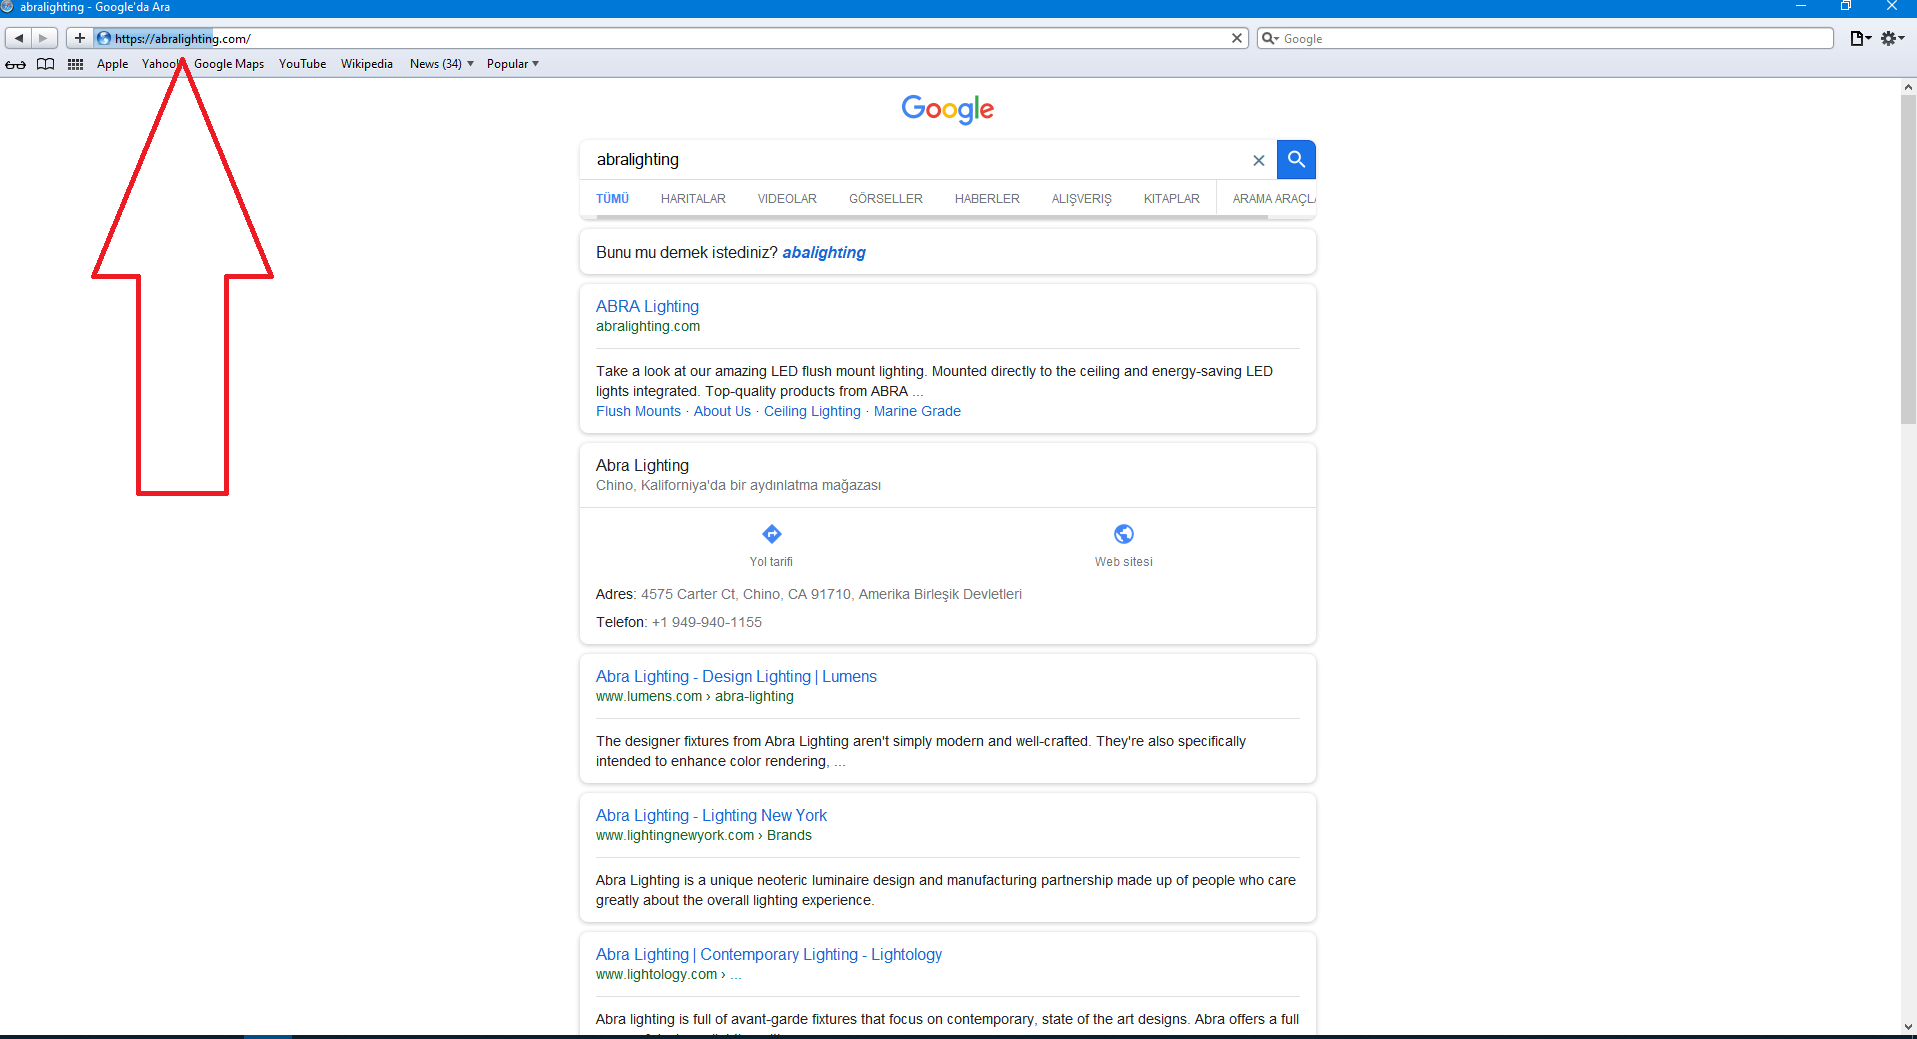 abralighting - Google'da Ara
https://abralighting.com/
Google
Apple Yahoo! Google Maps YouTube Wikipedia News (34) Popular
Google
abralighting
TÜMÜ HARITALAR VIDEOLAR GÖRSELLER HABERLER ALIŞVERIŞ KITAPLAR ARAMA ARAÇLA
Bunu mu demek istediniz? abalighting
ABRA Lighting
abralighting.com
Take a look at our amazing LED flush mount lighting. Mounted directly to the ceiling and energy-saving LED
lights integrated. Top-quality products from ABRA ...
Flush Mounts · About Us · Ceiling Lighting · Marine Grade
Abra Lighting
Chino, Kaliforniya'da bir aydınlatma mağazası
Yol tarifi Web sitesi
Adres: 4575 Carter Ct, Chino, CA 91710, Amerika Birleşik Devletleri
Telefon: +1 949-940-1155
Abra Lighting - Design Lighting | Lumens
www.lumens.com › abra-lighting
The designer fixtures from Abra Lighting aren't simply modern and well-crafted. They're also specifically
intended to enhance color rendering, ...
Abra Lighting - Lighting New York
www.lightingnewyork.com › Brands
Abra Lighting is a unique neoteric luminaire design and manufacturing partnership made up of people who care
greatly about the overall lighting experience.
Abra Lighting | Contemporary Lighting - Lightology
www.lightology.com › ...
Abra lighting is full of avant-garde fixtures that focus on contemporary, state of the art designs. Abra offers a full